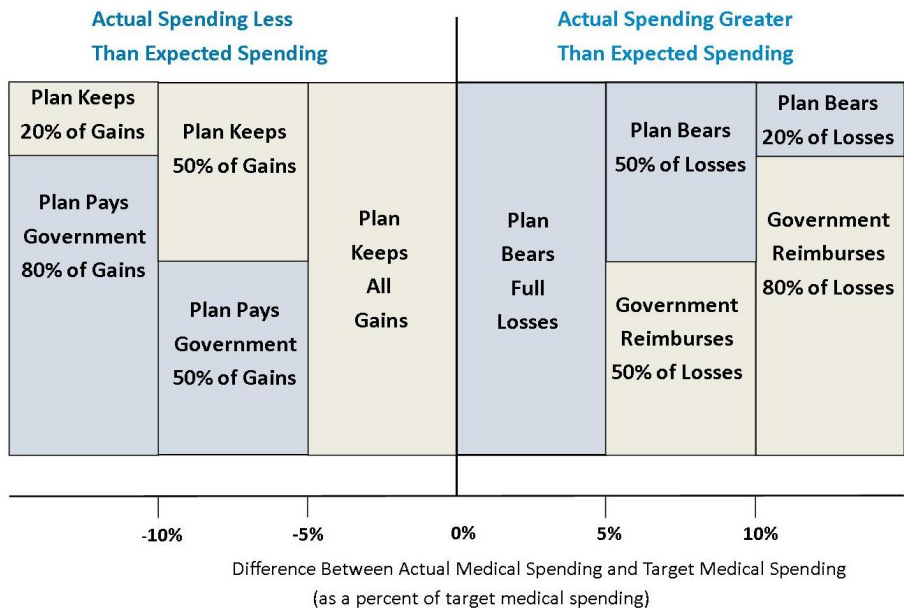 Actual Spending Less
Than Expected Spending
Actual Spending Greater
Than Expected Spending
Plan Keeps
20% of Gains
Plan Pays
Government
80% of Gains
Plan Keeps
50% of Gains
Plan Pays
Government
50% of Gains
Plan
Keeps
All
Gains
Plan
Bears
Full
Losses
Plan Bears
50% of Losses
Government
Reimburses
50% of Losses
Plan Bears
20% of Losses
Government
Reimburses
80% of Losses
-10%
-5%
0%
5%
10%
Difference Between Actual Medical Spending and Target Medical Spending
(as a percent of target medical spending)